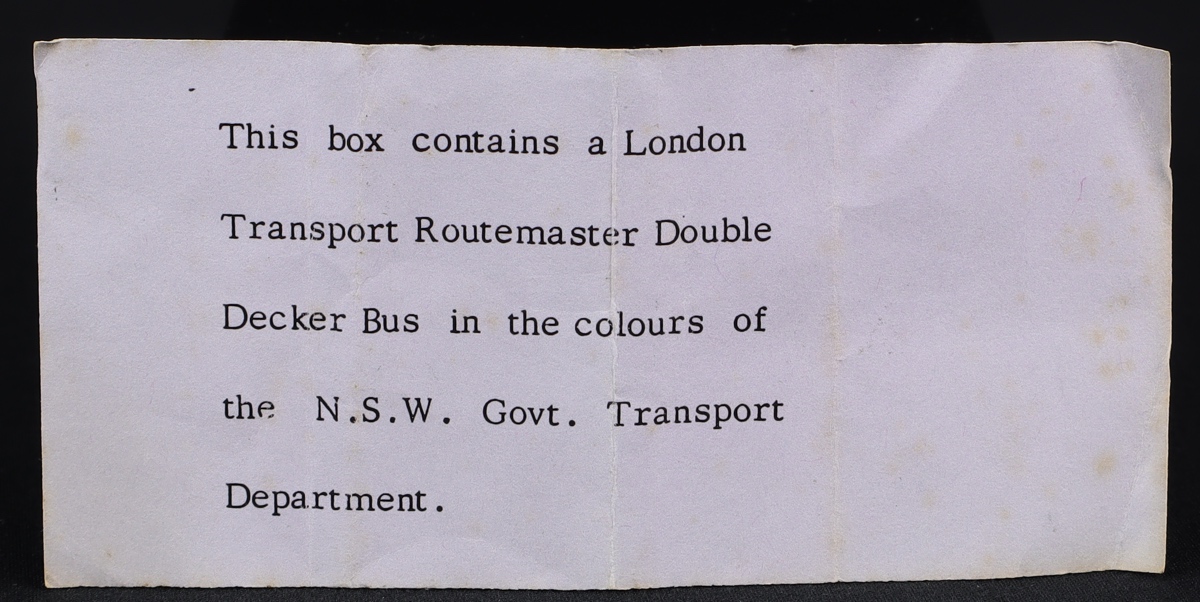 This box contains a London
Transport Routemaster Double
Decker Bus in the colours of
the N.S.W. Govt. Transport
Department.